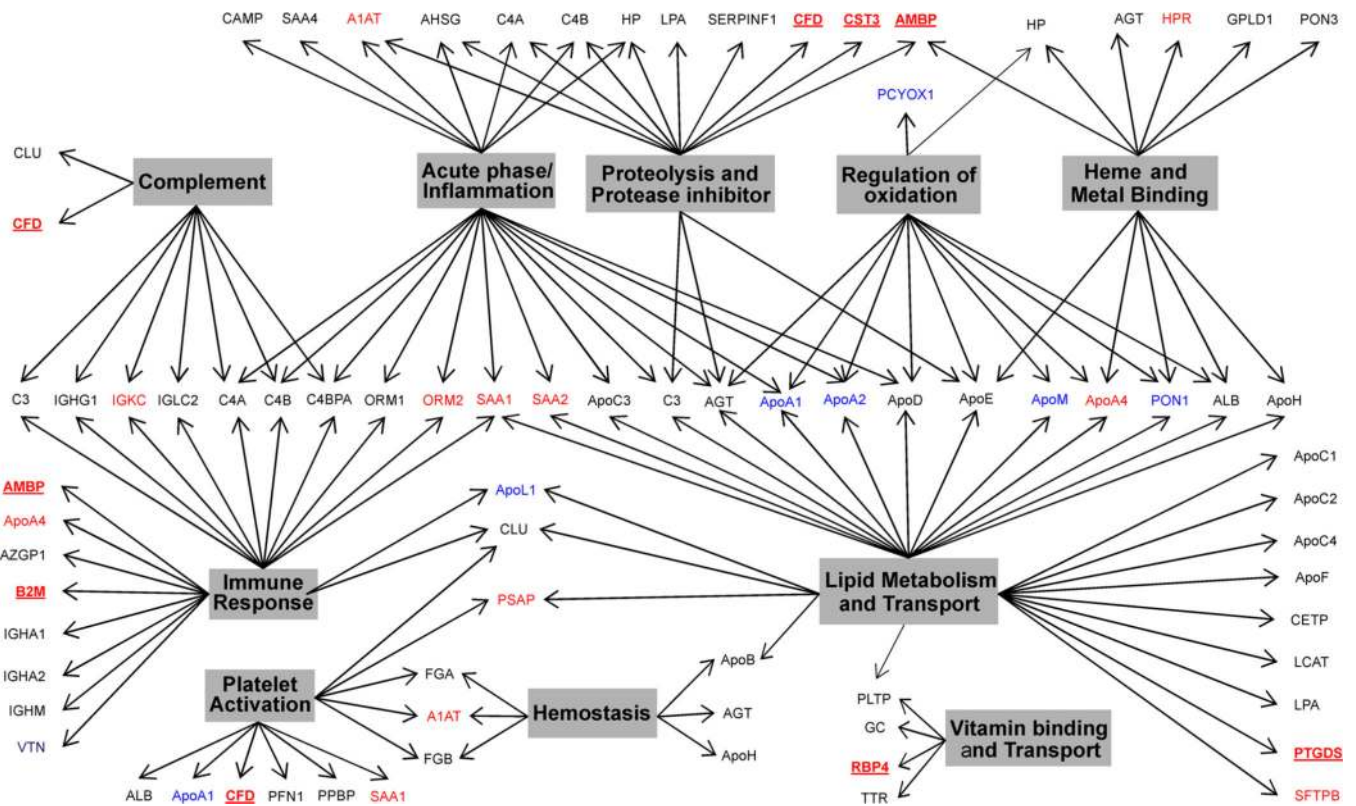 CAMP SAA4 A1AT AHSG C4A C4B HP LPA SERPINF1 CFD CST3 AMBP HP AGT HPR GPLD1 PON3
PCYOX1
CLU
Complement
Acute phase/
Inflammation
Proteolysis and
Protease inhibitor
Regulation of
oxidation
Heme and
Metal Binding
CFD
C3 IGHG1 IGKC IGLC2 C4A C4B C4BPA ORM1 ORM2 SAA1 SAA2 ApoC3 C3 AGT ApoA1 ApoA2 ApoD ApoE ApoM ApoA4 PON1 ALB ApoH
AMBP
ApoA4
AZGP1
B2M
IGHA1
IGHA2
IGHM
VTN
Immune
Response
ApoL1
CLU
PSAP
Lipid Metabolism
and Transport
ApoC1
ApoC2
ApoC4
ApoF
CETP
LCAT
LPA
PTGDS
SFTPB
Platelet
Activation
FGA
A1AT
FGB
Hemostasis
ApoB
AGT
ApoH
PLTP
GC
RBP4
TTR
Vitamin binding
and Transport
ALB ApoA1 CFD PFN1 PPBP SAA1